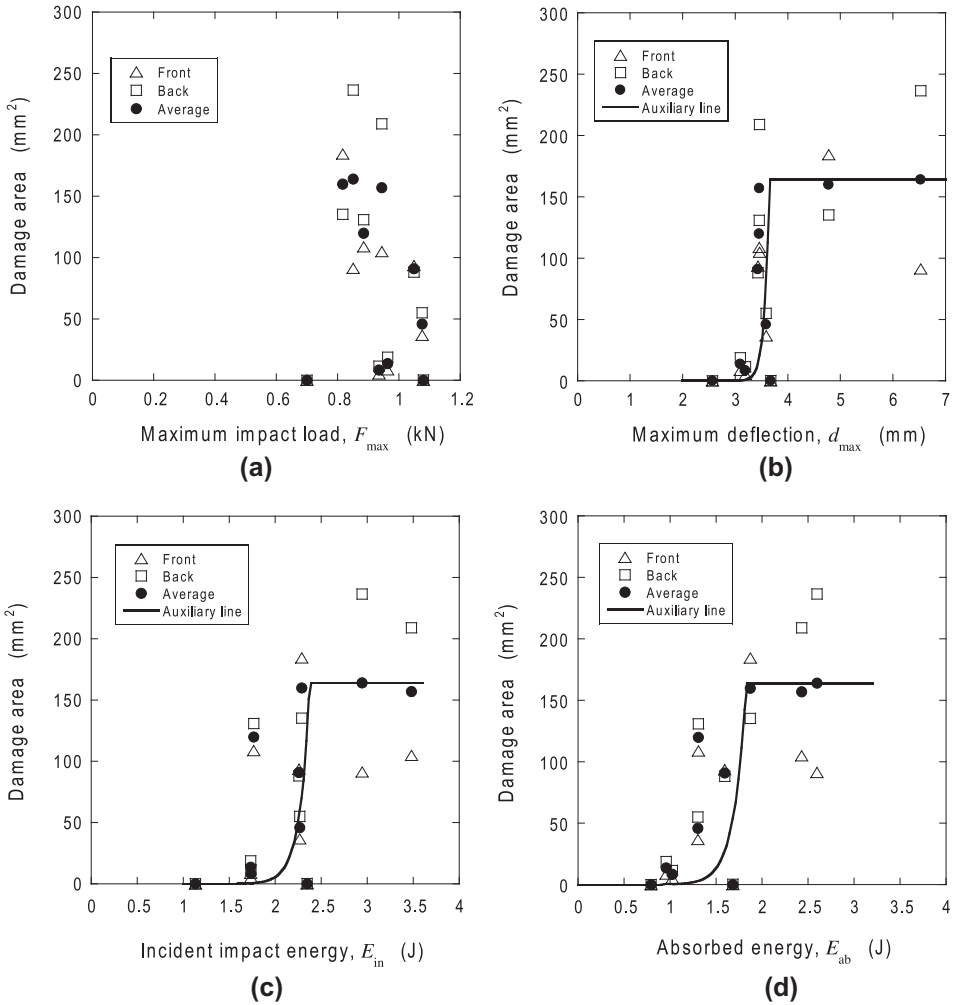 300
250
200
150
100
50
0
Damage area (mm2)
Front
Back
Average
0 0.2 0.4 0.6 0.8 1 1.2
Maximum impact load, Fmax (kN)
(a)
300
250
200
150
100
50
0
Damage area (mm2)
Front
Back
Average
Auxiliary line
0 1 2 3 4 5 6 7
Maximum deflection, dmax (mm)
(b)
300
250
200
150
100
50
0
Damage area (mm2)
Front
Back
Average
Auxiliary line
0 0.5 1 1.5 2 2.5 3 3.5 4
Incident impact energy, Ein (J)
(c)
300
250
200
150
100
50
0
Damage area (mm2)
Front
Back
Average
Auxiliary line
0 0.5 1 1.5 2 2.5 3 3.5 4
Absorbed energy, Eab (J)
(d)